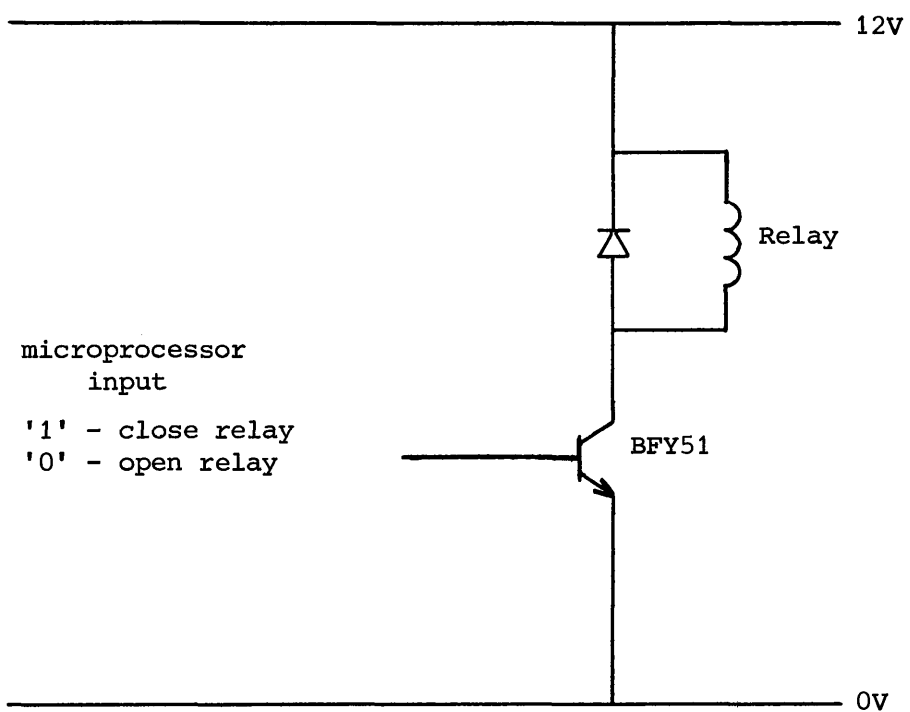 12V
Relay
microprocessor
input
'1' - close relay
'0' - open relay
BFY51
0V